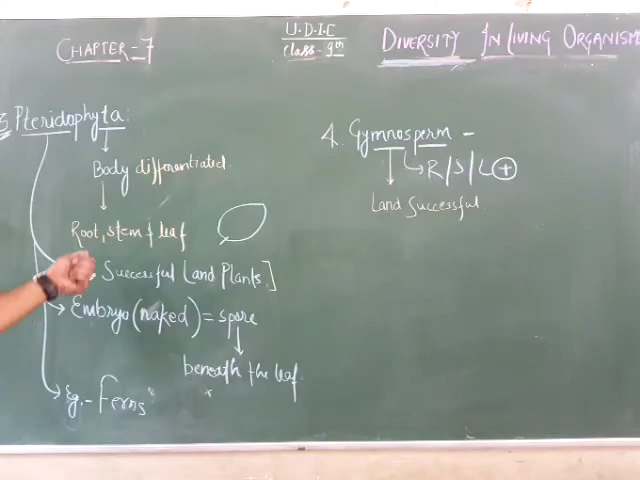 CHAPTER-7
U.D.I.C
Class-9th
DIVERSITY IN LIVING ORGANISM
3 Pteridophyta:
Body differentiated
Root, stem & leaf
Successful Land Plants.]
Embryo (naked) = spore
beneath the leaf
Eg.- Ferns
4. Gymnosperm -
R/S/L+
Land Successful